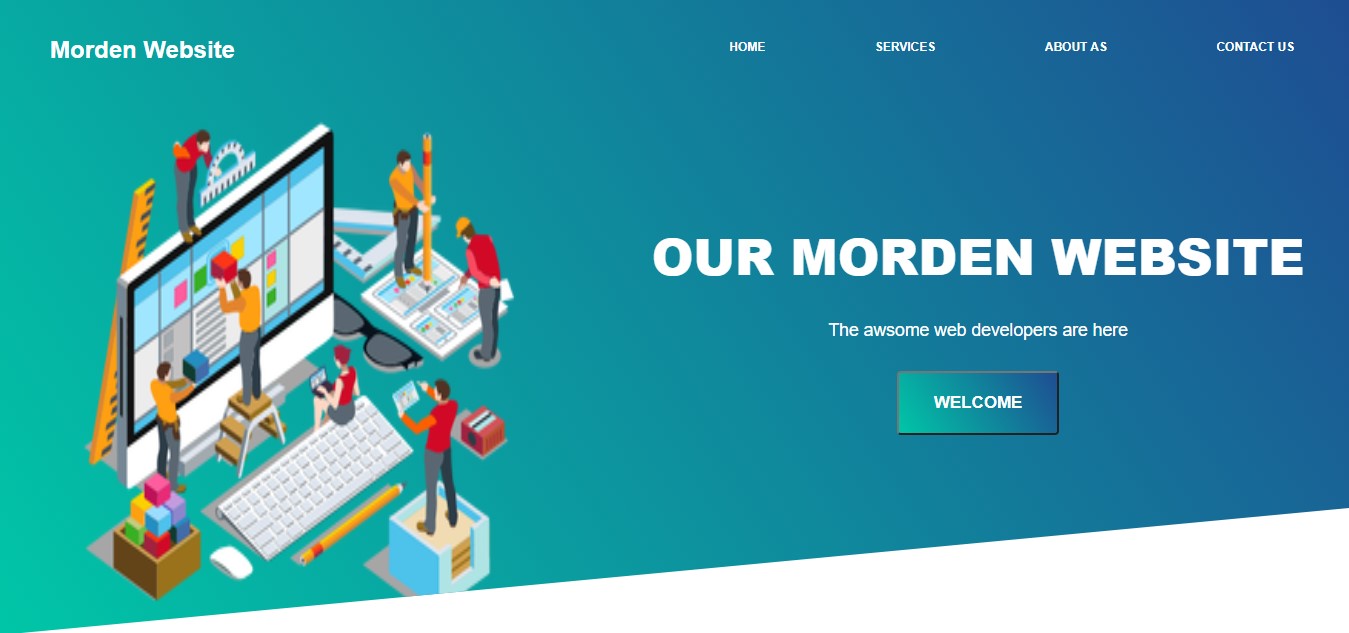 Morden Website
HOME SERVICES ABOUT AS CONTACT US
OUR MORDEN WEBSITE
The awsome web developers are here
WELCOME